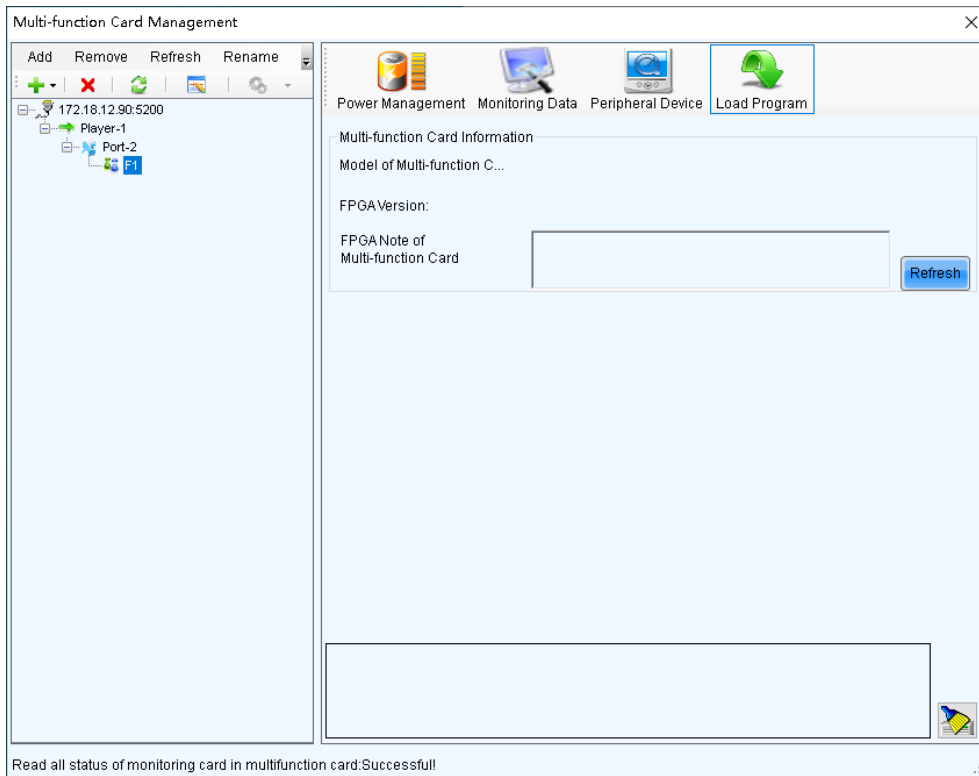 Multi-function Card Management
Add Remove Refresh Rename
172.18.12.90:5200
Player-1
Port-2
F1
Power Management Monitoring Data Peripheral Device Load Program
Multi-function Card Information
Model of Multi-function C...
FPGA Version:
FPGA Note of
Multi-function Card
Refresh
Read all status of monitoring card in multifunction card:Successful!